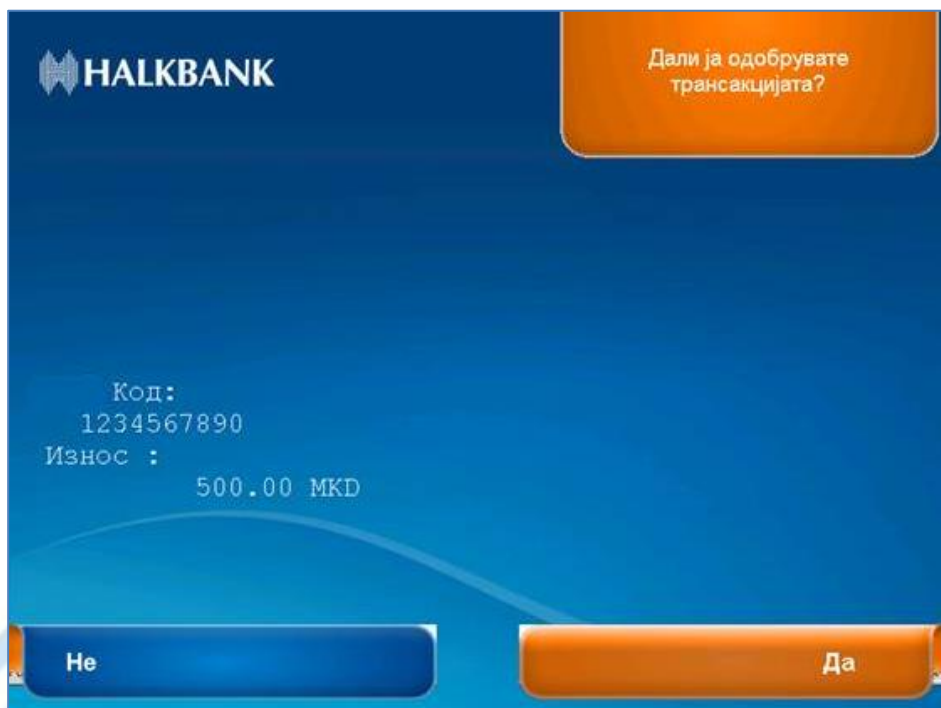 HALKBANK
Дали ја одобрувате
трансакцијата?
Код:
1234567890
Износ :
500.00 MKD
Не
Да